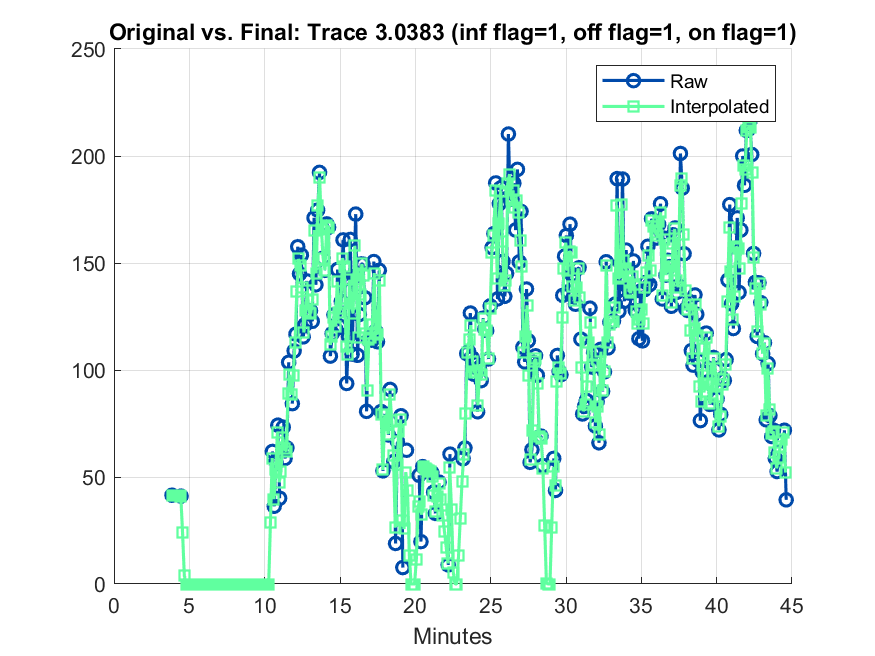 Original vs. Final: Trace 3.0383 (inf flag=1, off flag=1, on flag=1)
250
200
150
100
50
0
Raw
Interpolated
0 5 10 15 20 25 30 35 40 45
Minutes